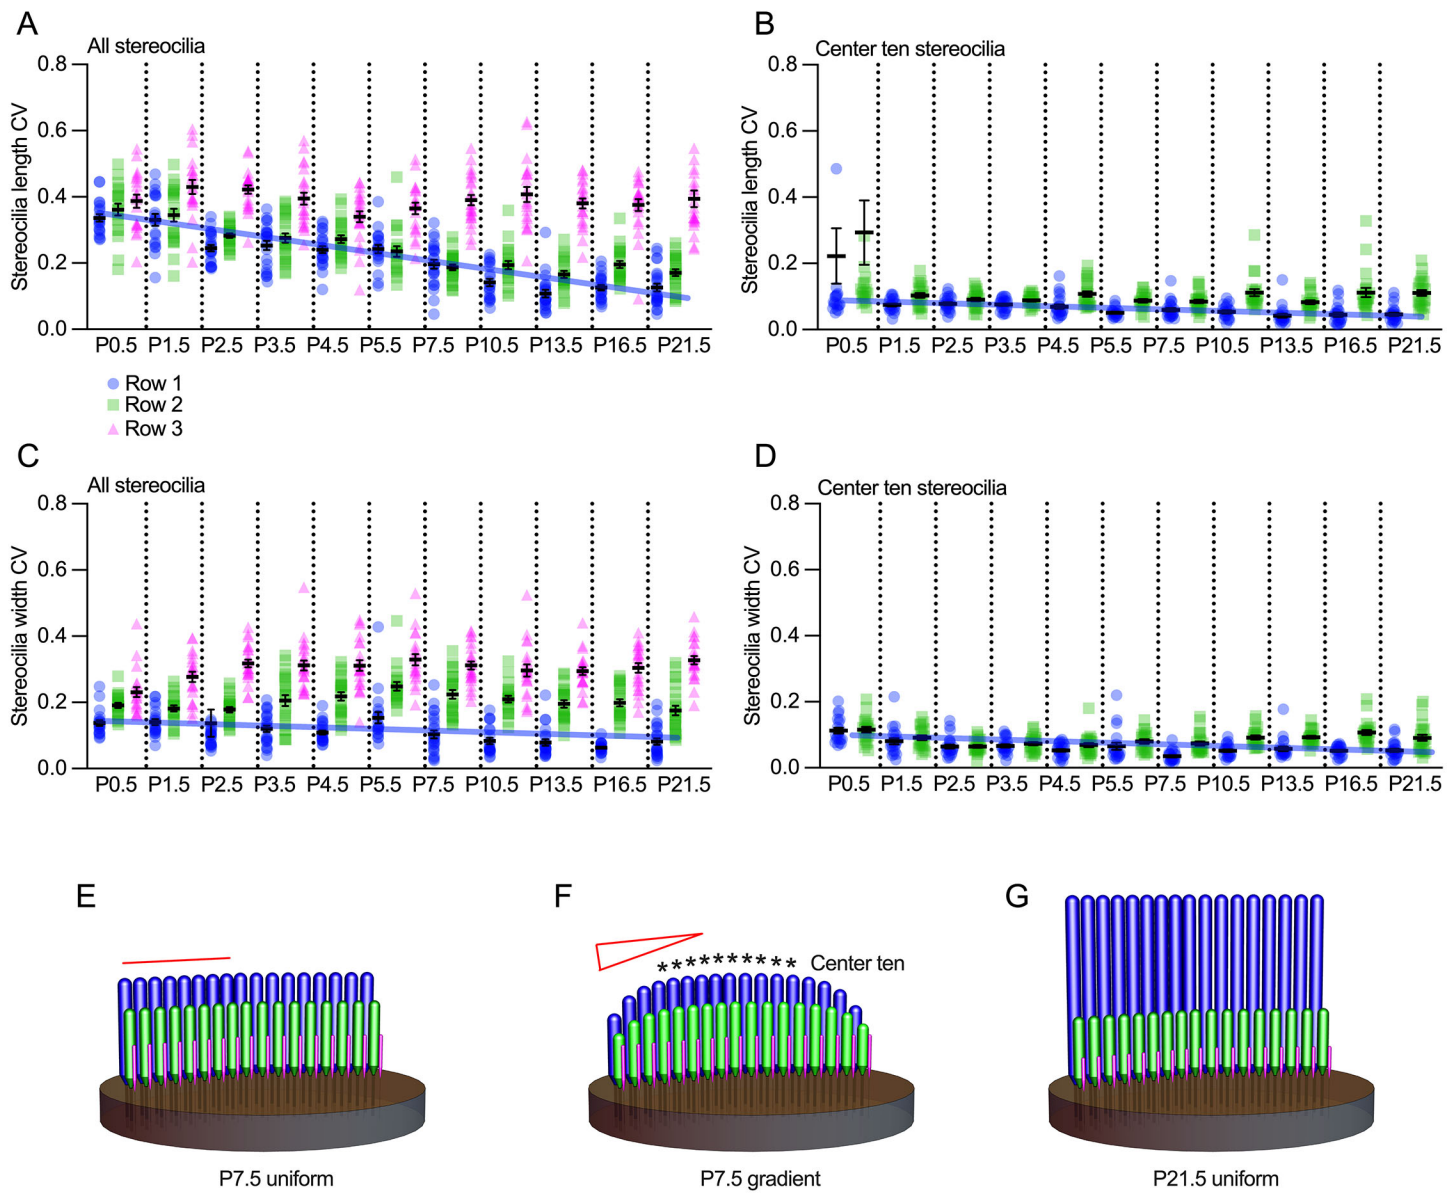 A
All stereocilia
Stereocilia length CV
0.8
0.6
0.4
0.2
0.0
P0.5 P1.5 P2.5 P3.5 P4.5 P5.5 P7.5 P10.5 P13.5 P16.5 P21.5
Row 1
Row 2
Row 3
B
Center ten stereocilia
Stereocilia length CV
0.8
0.6
0.4
0.2
0.0
P0.5 P1.5 P2.5 P3.5 P4.5 P5.5 P7.5 P10.5 P13.5 P16.5 P21.5
C
All stereocilia
Stereocilia width CV
0.8
0.6
0.4
0.2
0.0
P0.5 P1.5 P2.5 P3.5 P4.5 P5.5 P7.5 P10.5 P13.5 P16.5 P21.5
D
Center ten stereocilia
Stereocilia width CV
0.8
0.6
0.4
0.2
0.0
P0.5 P1.5 P2.5 P3.5 P4.5 P5.5 P7.5 P10.5 P13.5 P16.5 P21.5
E
P7.5 uniform
F
********** Center ten
P7.5 gradient
G
P21.5 uniform